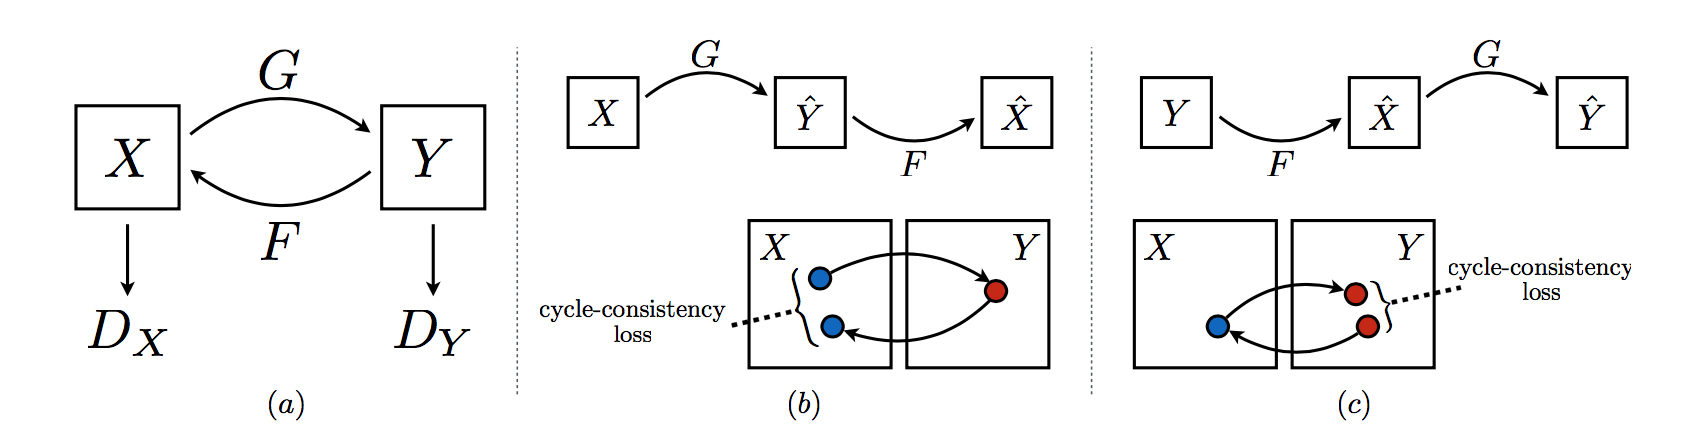 G
X
Y
F
D_X
D_Y
(a)
G
X
Ŷ
X̂
F
X
Y
cycle-consistency
loss
(b)
G
Y
X̂
Ŷ
F
X
Y
cycle-consistency
loss
(c)